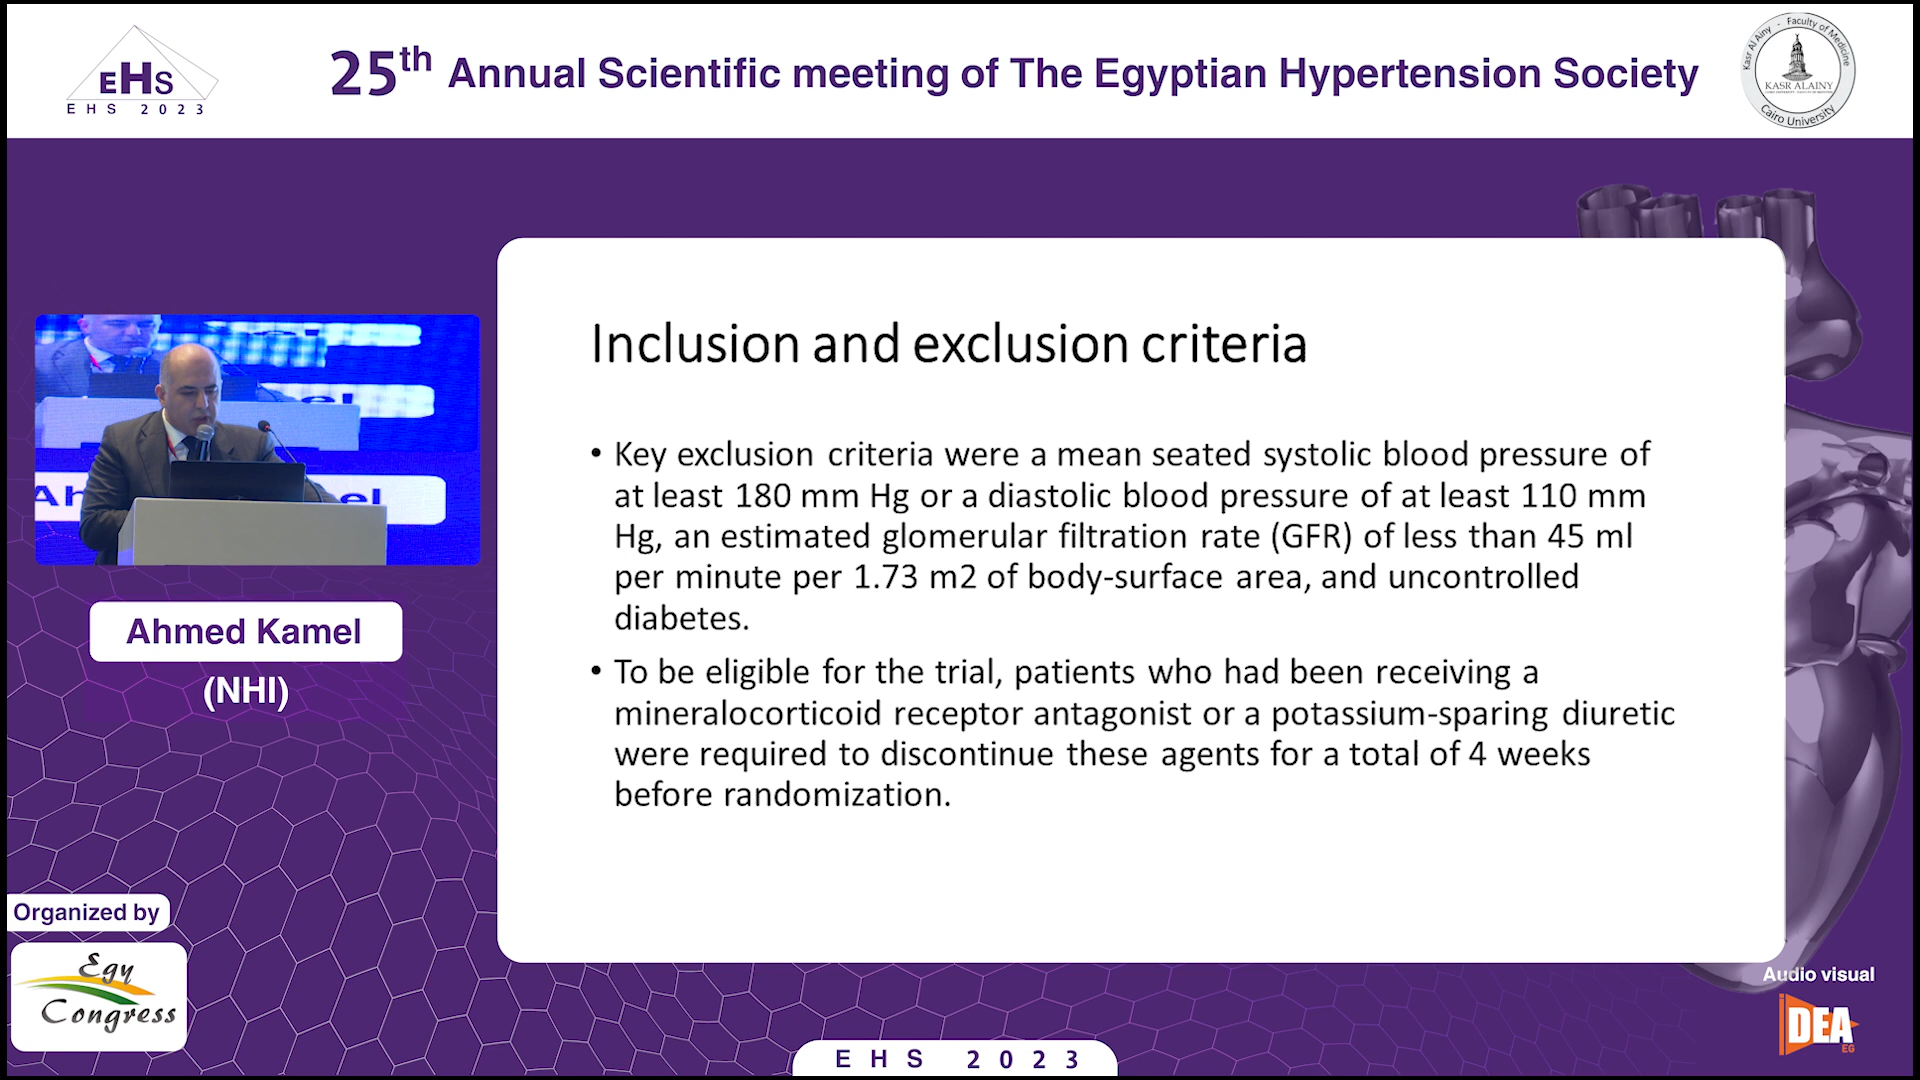 EHS
EHS 2023
25th Annual Scientific meeting of The Egyptian Hypertension Society
Kasr Al Ainy - Faculty of Medicine
KASR ALAINY
Cairo University
Inclusion and exclusion criteria
• Key exclusion criteria were a mean seated systolic blood pressure of
at least 180 mm Hg or a diastolic blood pressure of at least 110 mm
Hg, an estimated glomerular filtration rate (GFR) of less than 45 ml
per minute per 1.73 m2 of body-surface area, and uncontrolled
diabetes.
• To be eligible for the trial, patients who had been receiving a
mineralocorticoid receptor antagonist or a potassium-sparing diuretic
were required to discontinue these agents for a total of 4 weeks
before randomization.
Ahmed Kamel
(NHI)
Organized by
Egy
Congress
EHS 2023
Audio visual
iDEA
EG